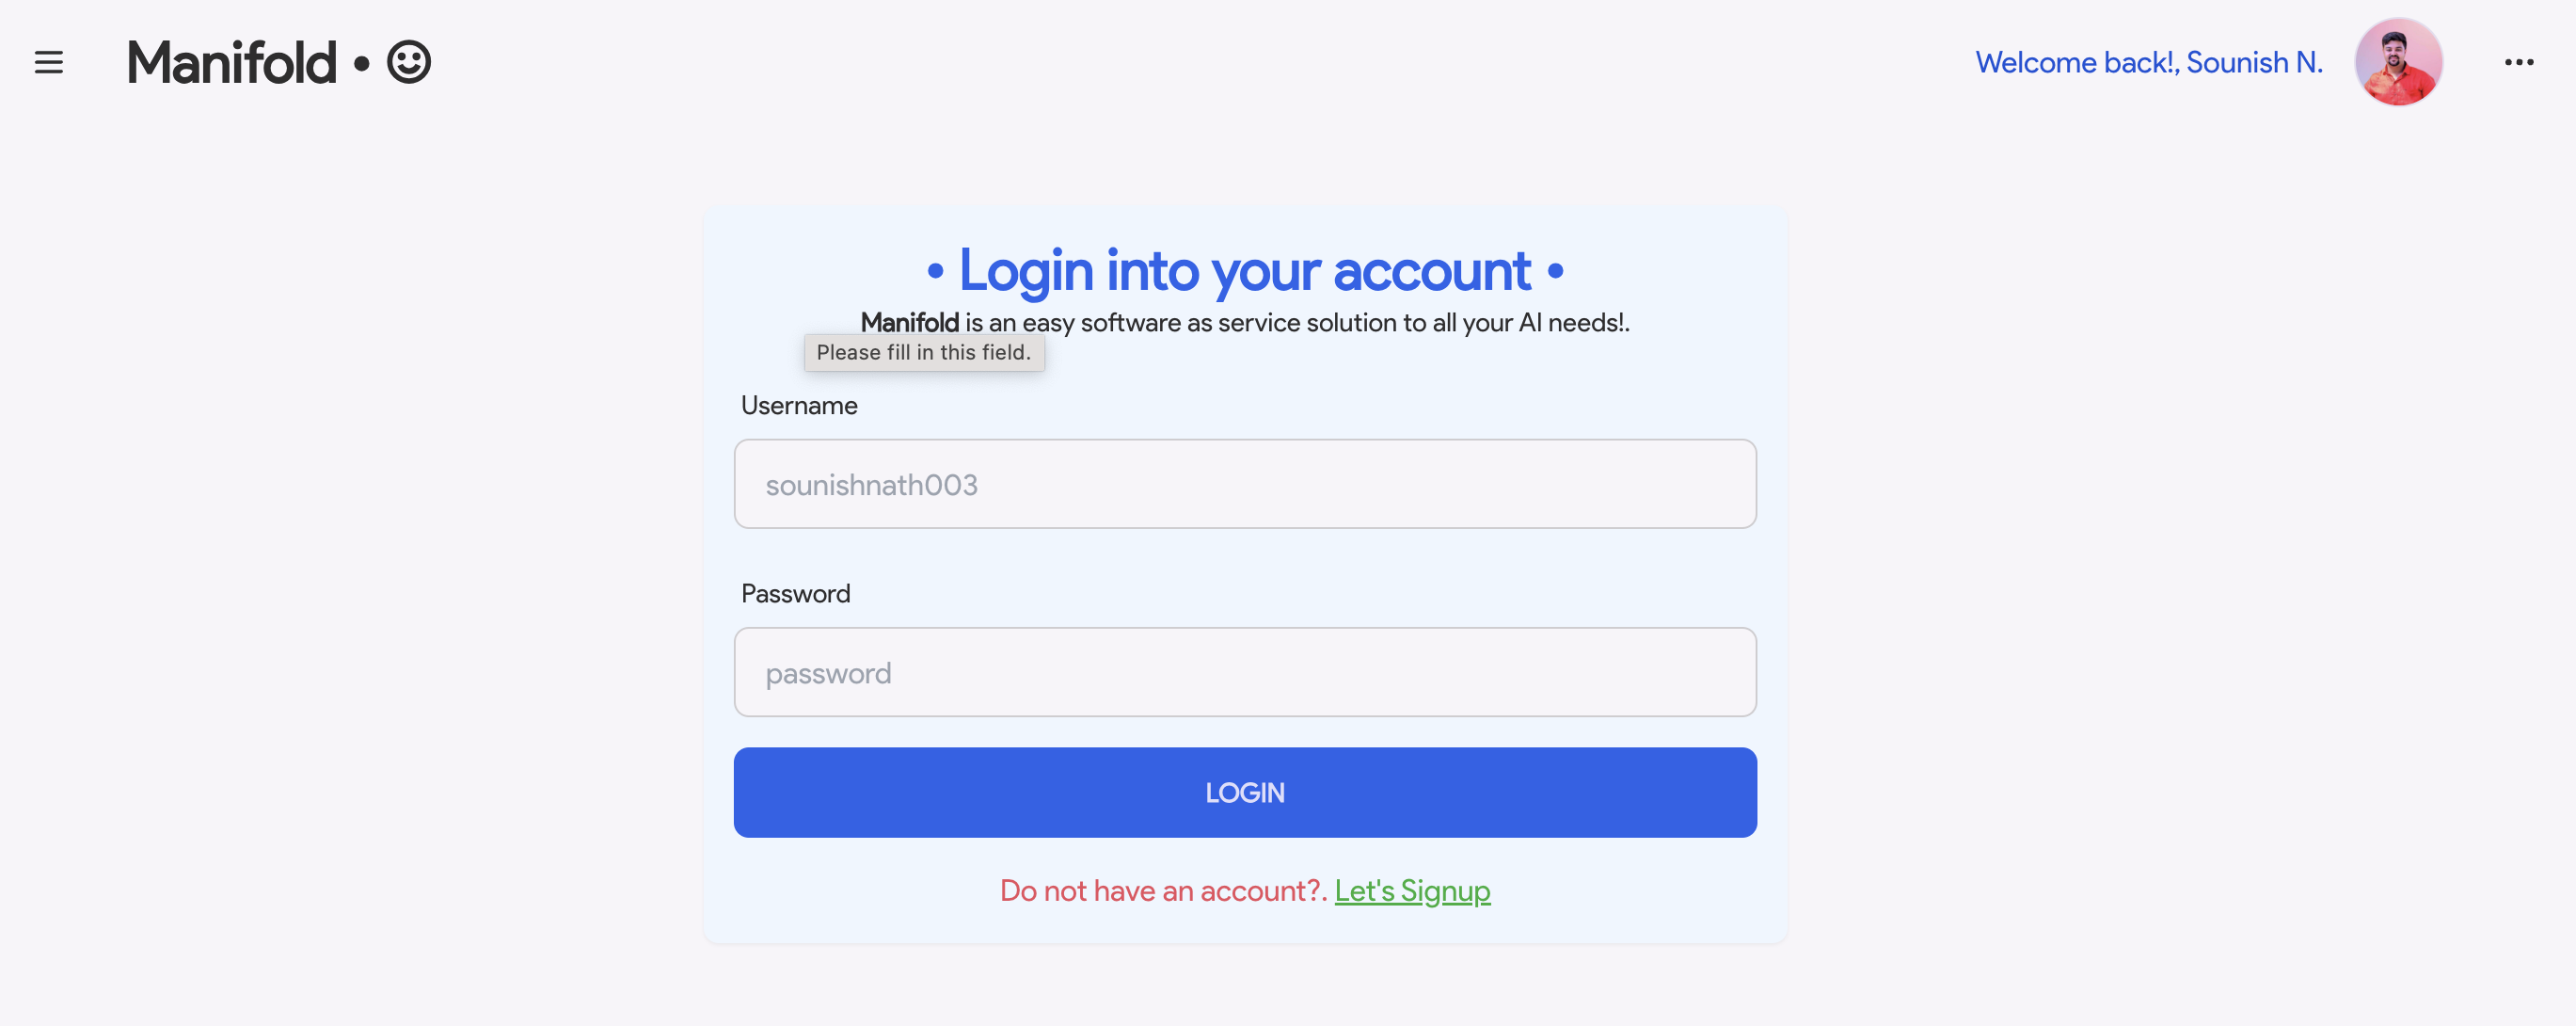 Manifold •
Welcome back!, Sounish N.
• Login into your account •
Manifold is an easy software as service solution to all your AI needs!.
Please fill in this field.
Username
sounishnath003
Password
password
LOGIN
Do not have an account?. Let's Signup